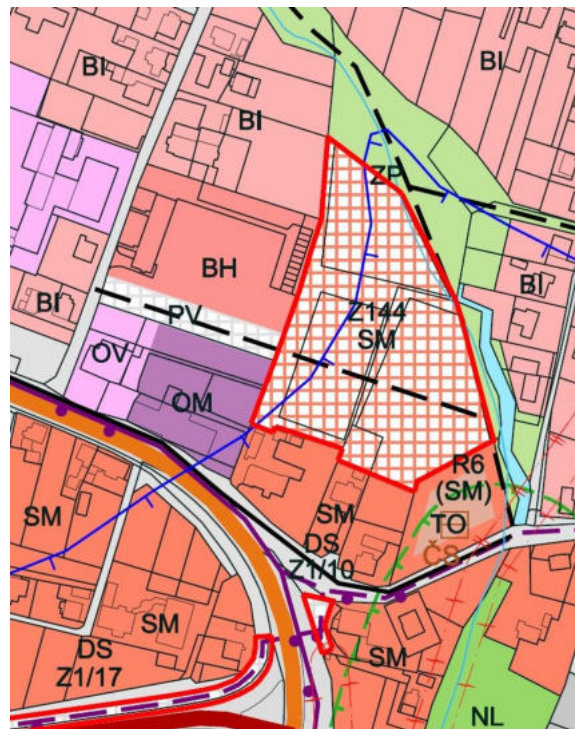 BI
BI
BI
ZP
BH
BI
Z144
SM
BI
PV
OV
OM
R6
(SM)
SM
SM
TO
DS
ČS
Z1/10
SM
SM
DS
Z1/17
NL